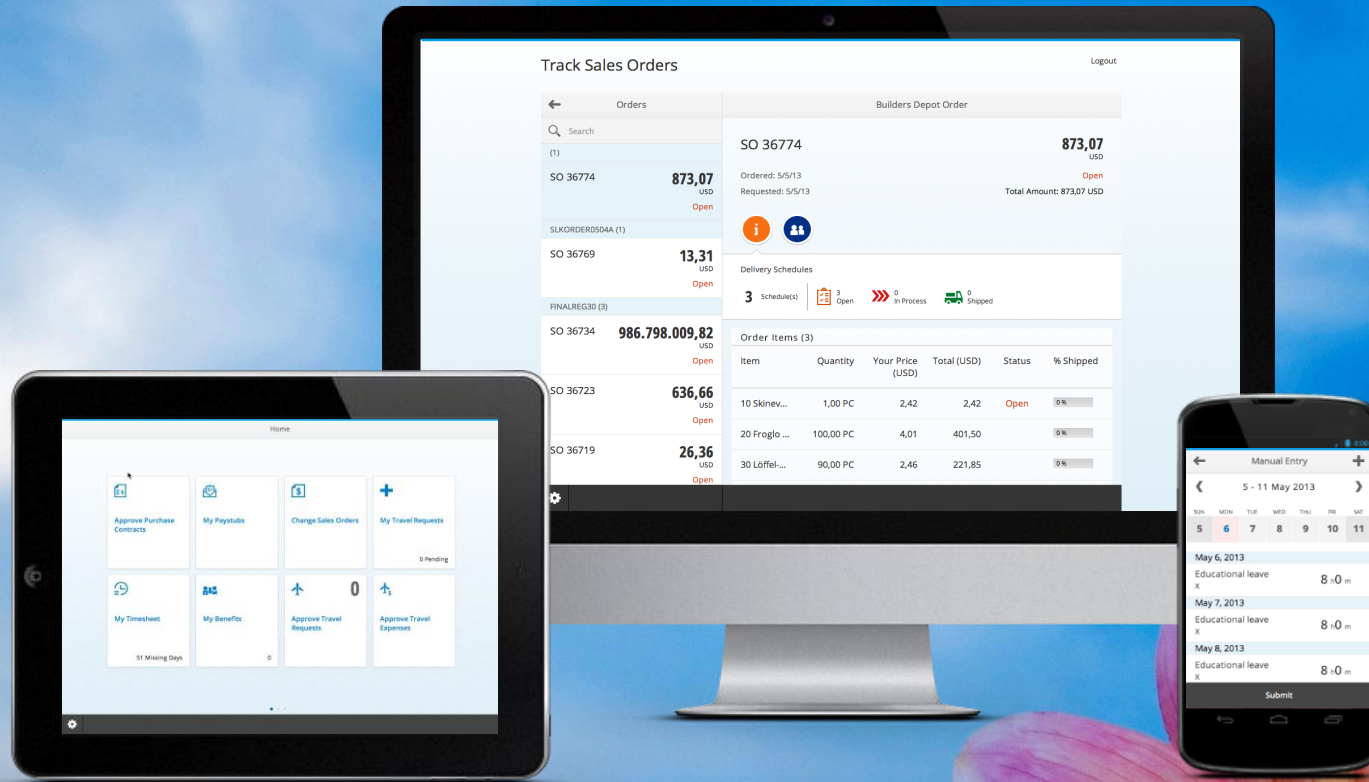 Track Sales Orders
Logout
Orders
Search
(1)
SO 36774
873,07
USD
Open
SLKORDER0504A (1)
SO 36769
13,31
USD
Open
FINALREG30 (3)
SO 36734
986.798.009,82
USD
Open
SO 36723
636,66
USD
Open
SO 36719
26,36
USD
Open
Builders Depot Order
SO 36774
873,07
USD
Ordered: 5/5/13
Open
Requested: 5/5/13
Total Amount: 873,07 USD
i
Delivery Schedules
3 Schedule(s)
3
Open
0
In Process
0
Shipped
Order Items (3)
Item Quantity Your Price (USD) Total (USD) Status % Shipped
10 Skinev... 1,00 PC 2,42 2,42 Open 0 %
20 Froglo ... 100,00 PC 4,01 401,50 0 %
30 Löffel-... 90,00 PC 2,46 221,85 0 %
Home
Approve Purchase
Contracts
My Paystubs
Change Sales Orders
My Travel Requests
0 Pending
My Timesheet
51 Missing Days
My Benefits
0
0
Approve Travel
Requests
Approve Travel
Expenses
Manual Entry
5 - 11 May 2013
SUN MON TUE WED THU FRI SAT
5 6 7 8 9 10 11
May 6, 2013
Educational leave
X
8 h 0 m
May 7, 2013
Educational leave
X
8 h 0 m
May 8, 2013
Educational leave
X
8 h 0 m
Submit